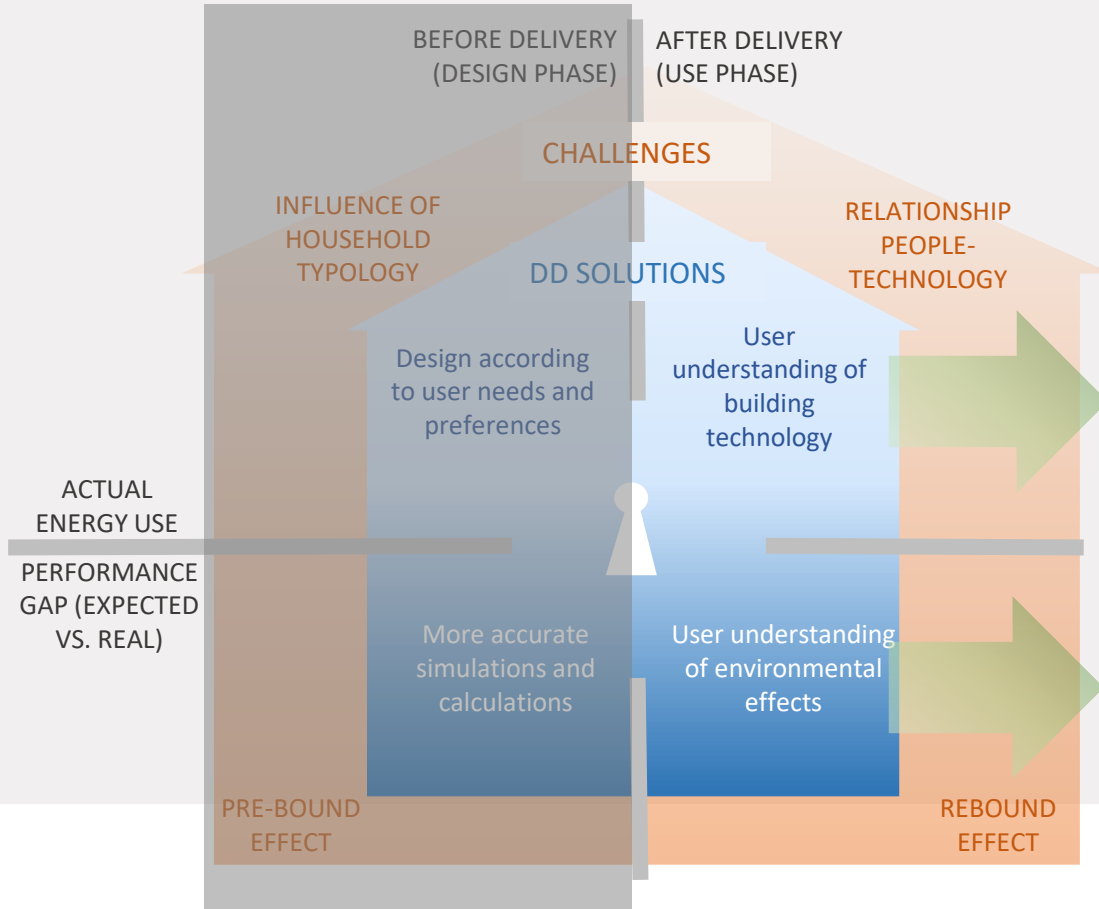 BEFORE DELIVERY
(DESIGN PHASE)
AFTER DELIVERY
(USE PHASE)
CHALLENGES
INFLUENCE OF
HOUSEHOLD
TYPOLOGY
RELATIONSHIP
PEOPLE-
TECHNOLOGY
DD SOLUTIONS
Design according
to user needs and
preferences
User
understanding of
building
technology
ACTUAL
ENERGY USE
PERFORMANCE
GAP (EXPECTED
VS. REAL)
More accurate
simulations and
calculations
User understanding
of environmental
effects
PRE-BOUND
EFFECT
REBOUND
EFFECT